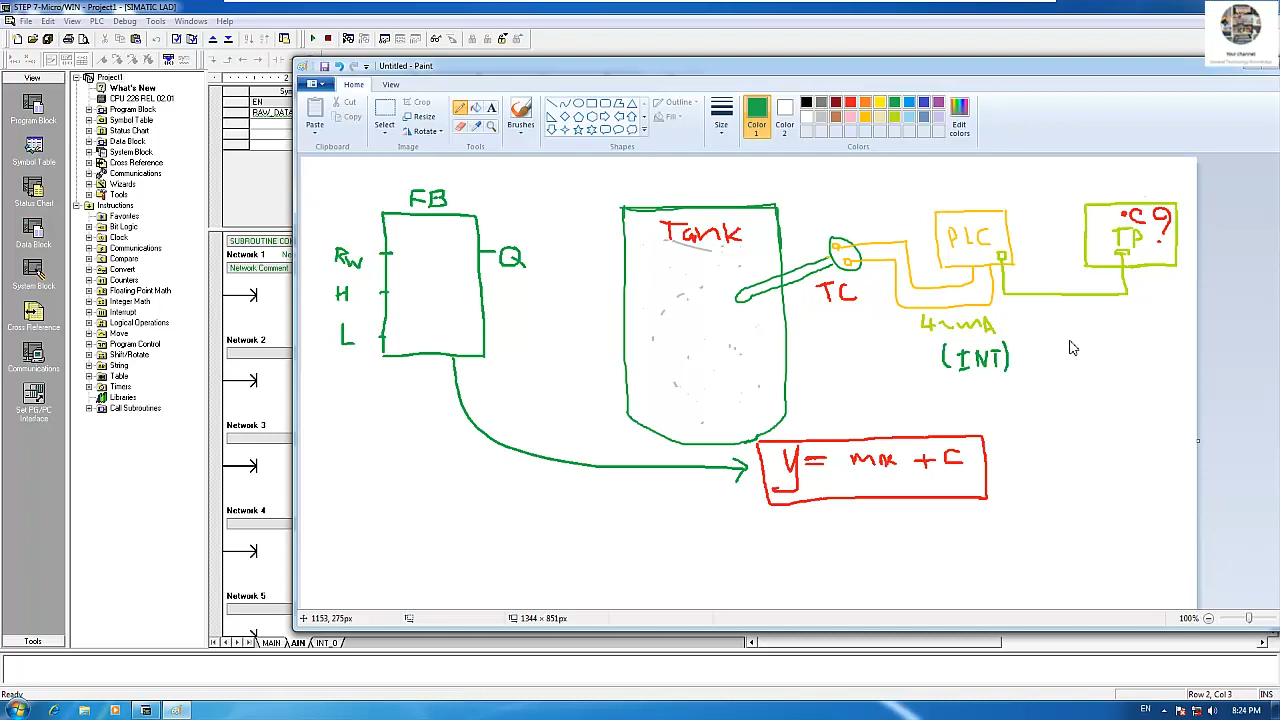 STEP 7-Micro/WIN - Project1 - [SIMATIC LAD]
File Edit View PLC Debug Tools Windows Help
Your channel
General Technology Knowledge
View
Program Block
Symbol Table
Status Chart
Data Block
System Block
Cross Reference
Communications
Set PG/PC
Interface
Tools
Project1
What's New
CPU 226 REL 02.01
Program Block
Symbol Table
Status Chart
Data Block
System Block
Cross Reference
Communications
Wizards
Tools
Instructions
Favorites
Bit Logic
Clock
Communications
Compare
Convert
Counters
Floating Point Math
Integer Math
Interrupt
Logical Operations
Move
Program Control
Shift/Rotate
String
Table
Timers
Libraries
Call Subroutines
EN
RAW_DATA
SUBROUTINE COM
Network 1
Network Comment
Network 2
Network 3
Network 4
Network 5
MAIN AIN INT_0
Untitled - Paint
Home View
Paste
Cut
Copy
Clipboard
Select
Crop
Resize
Rotate
Image
Tools
Brushes
Shapes
Outline
Fill
Size
Color
1
Color
2
Edit
colors
Colors
FB
RW
H
L
Q
Tank
TC
PLC
°C ?
TP
4~mA
(INT)
y = mx + c
1153, 275px
1344 × 851px
100%
Ready
Row 2, Col 3
INS
EN
8:24 PM